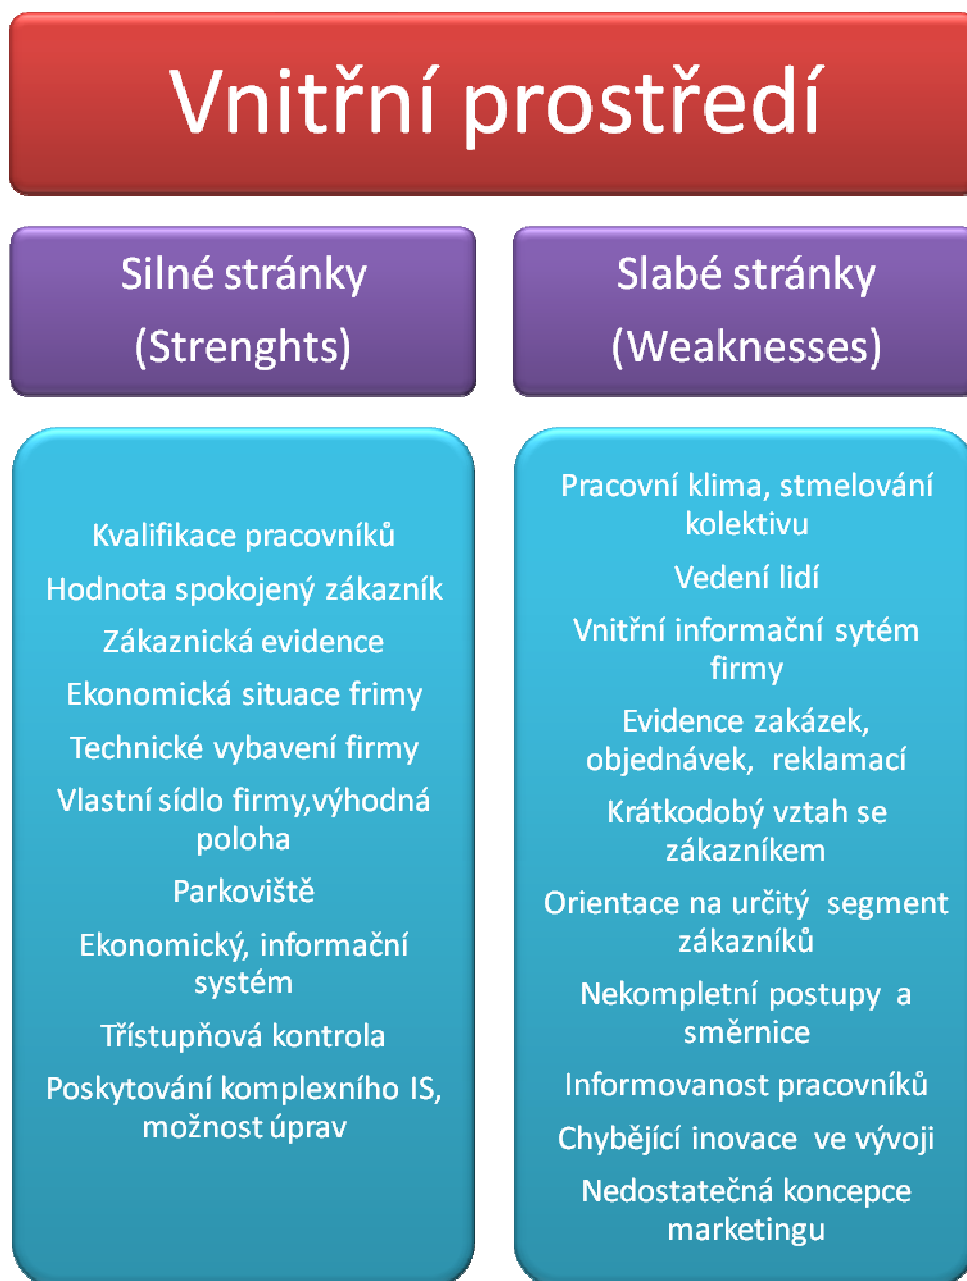 Vnitřní prostředí
Silné stránky
(Strenghts)
Kvalifikace pracovníků
Hodnota spokojený zákazník
Zákaznická evidence
Ekonomická situace frimy
Technické vybavení firmy
Vlastní sídlo firmy,výhodná
poloha
Parkoviště
Ekonomický, informační
systém
Třístupňová kontrola
Poskytování komplexního IS,
možnost úprav
Slabé stránky
(Weaknesses)
Pracovní klima, stmelování
kolektivu
Vedení lidí
Vnitřní informační sytém
firmy
Evidence zakázek,
objednávek, reklamací
Krátkodobý vztah se
zákazníkem
Orientace na určitý segment
zákazníků
Nekompletní postupy a
směrnice
Informovanost pracovníků
Chybějící inovace ve vývoji
Nedostatečná koncepce
marketingu